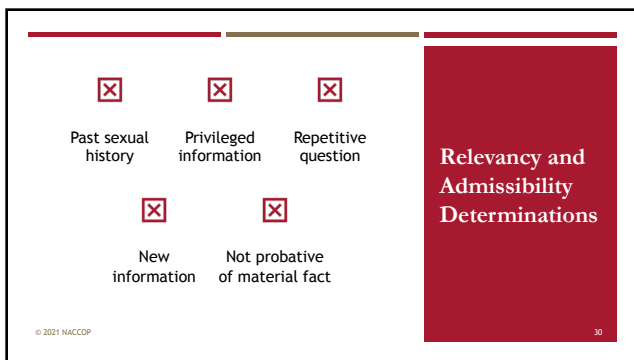 Past sexual
history
Privileged
information
Repetitive
question
New
information
Not probative
of material fact
Relevancy and
Admissibility
Determinations
© 2021 NACCOP
30